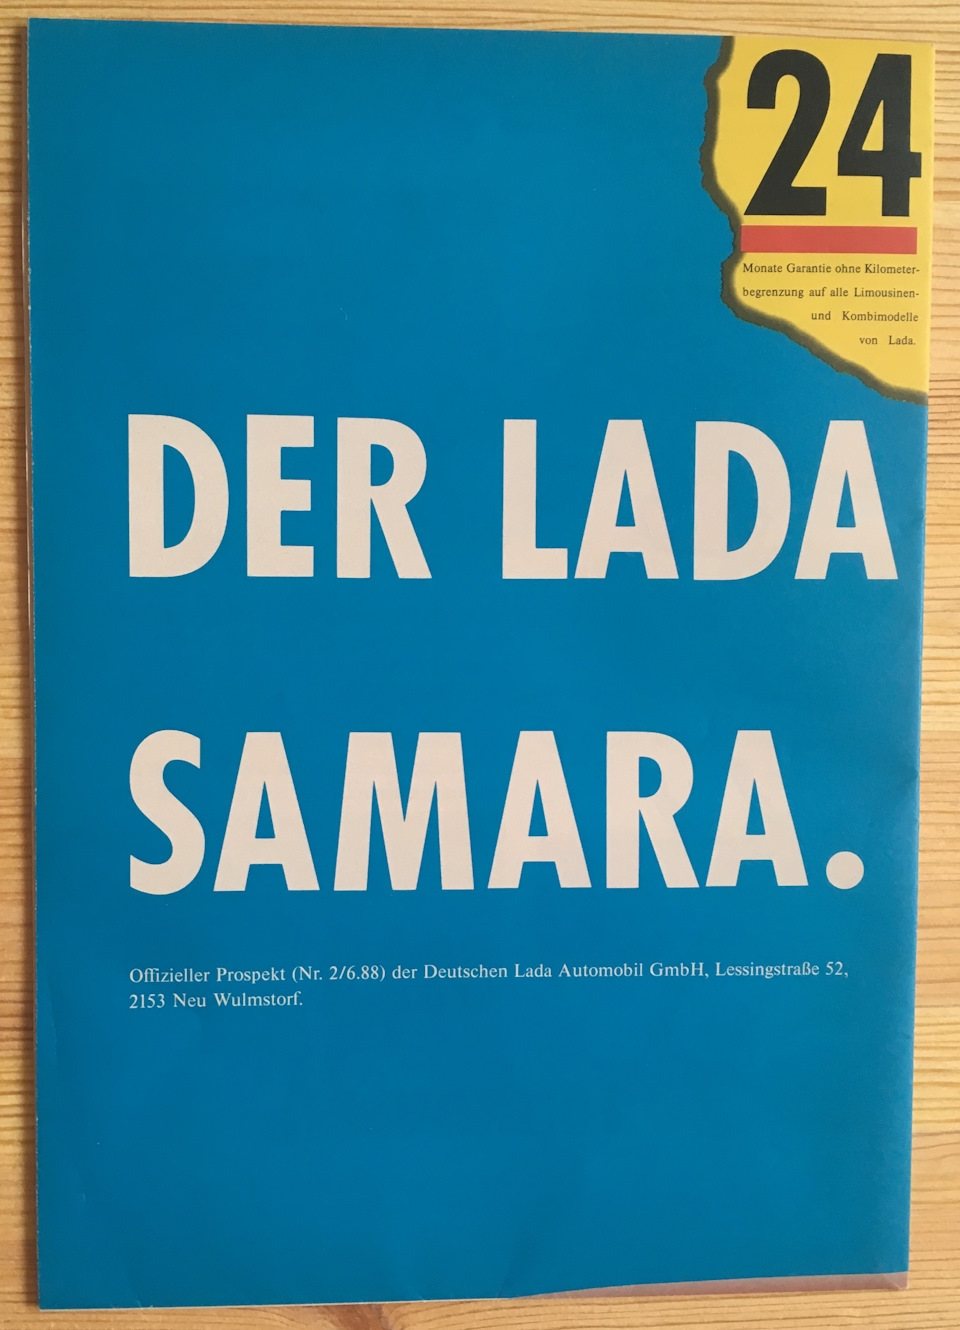 24
Monate Garantie ohne Kilometer-
begrenzung auf alle Limousinen-
und Kombimodelle
von Lada.
DER LADA
SAMARA.
Offizieller Prospekt (Nr. 2/6.88) der Deutschen Lada Automobil GmbH, Lessingstraße 52,
2153 Neu Wulmstorf.